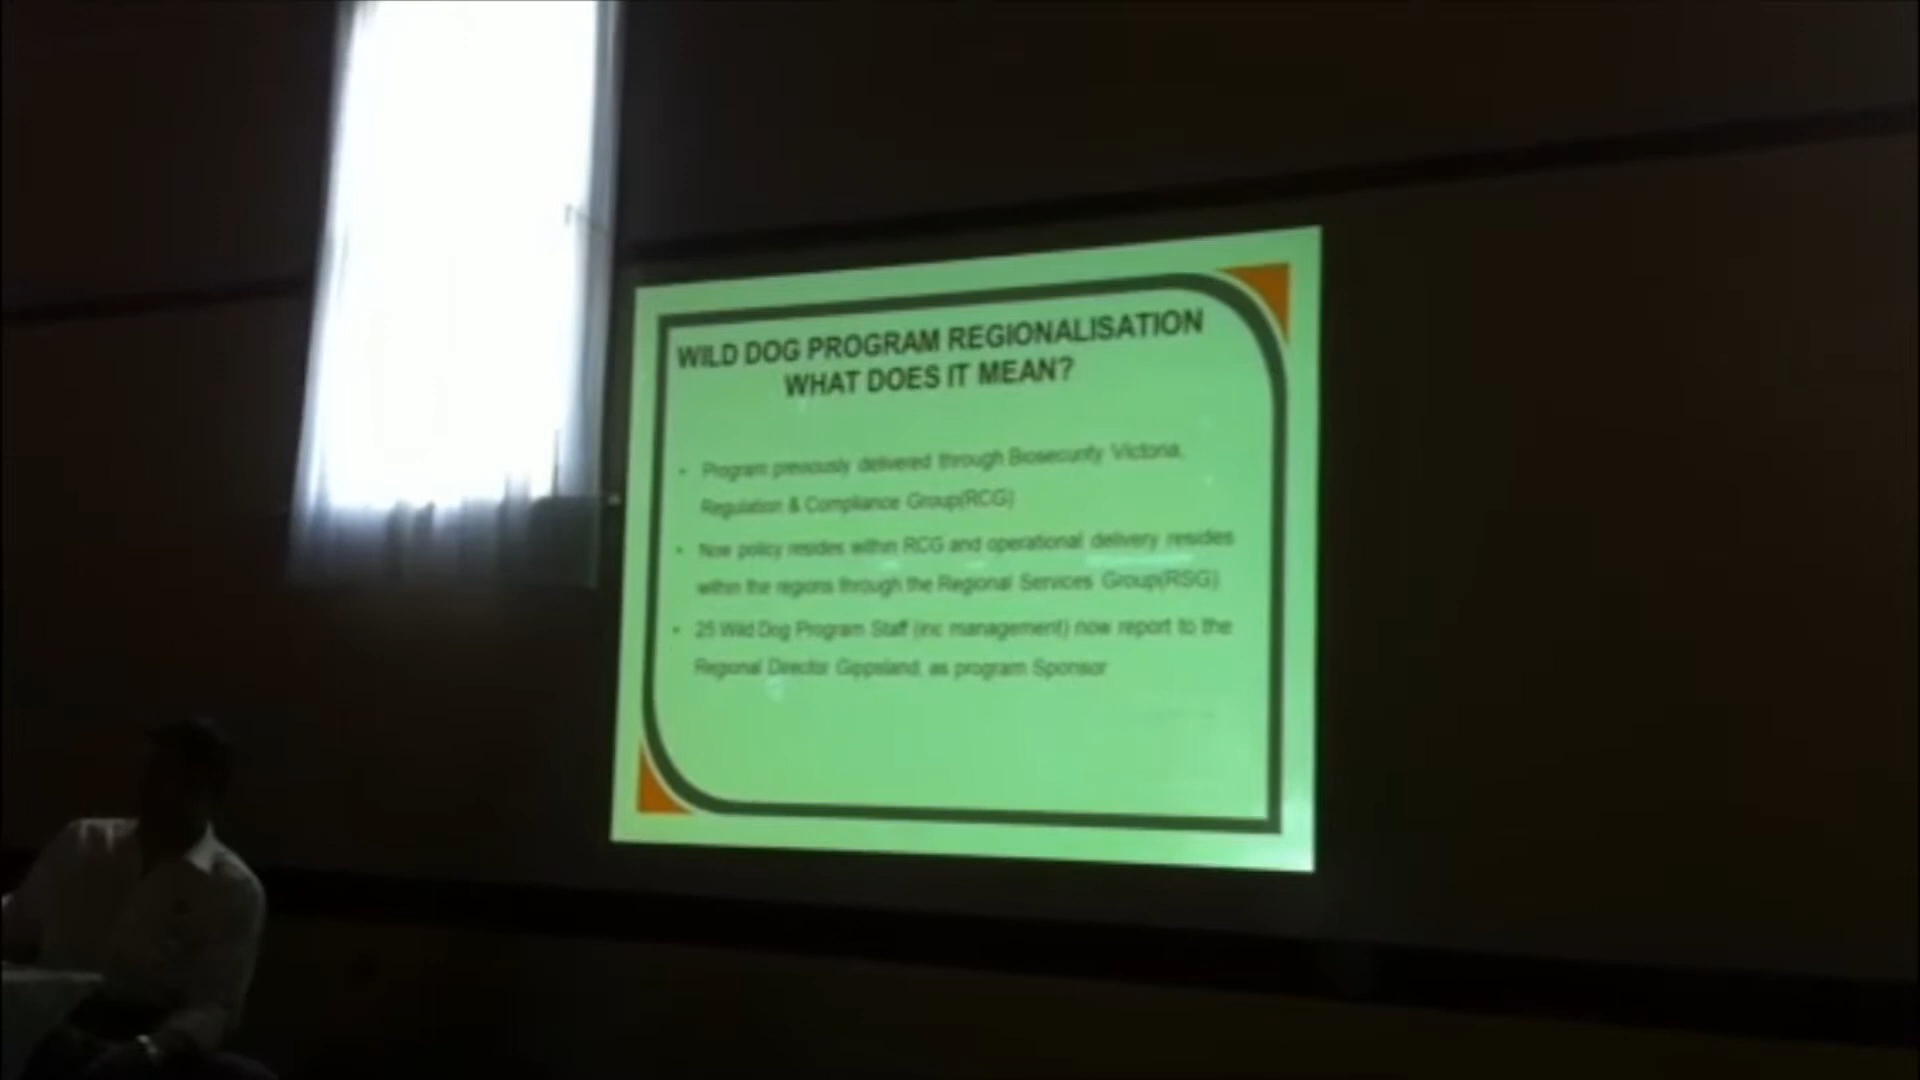 WILD DOG PROGRAM REGIONALISATION
WHAT DOES IT MEAN?
• Program previously delivered through Biosecurity Victoria,
Regulation & Compliance Group(RCG)
• Now policy resides within RCG and operational delivery resides
within the regions through the Regional Services Group(RSG)
• 25 Wild Dog Program Staff (inc management) now report to the
Regional Director Gippsland, as program Sponsor